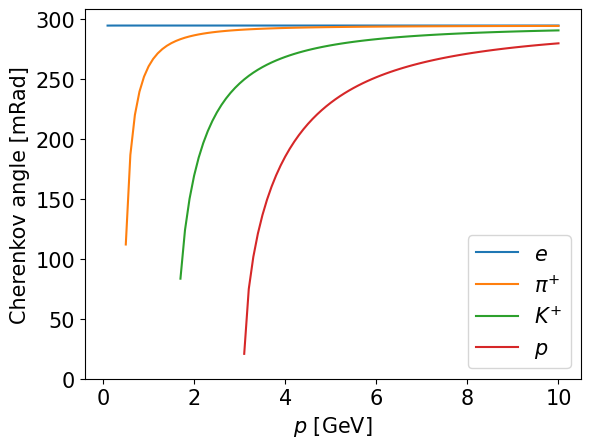 Cherenkov angle [mRad]
300
250
200
150
100
50
0
0 2 4 6 8 10
p [GeV]
e
π⁺
K⁺
p